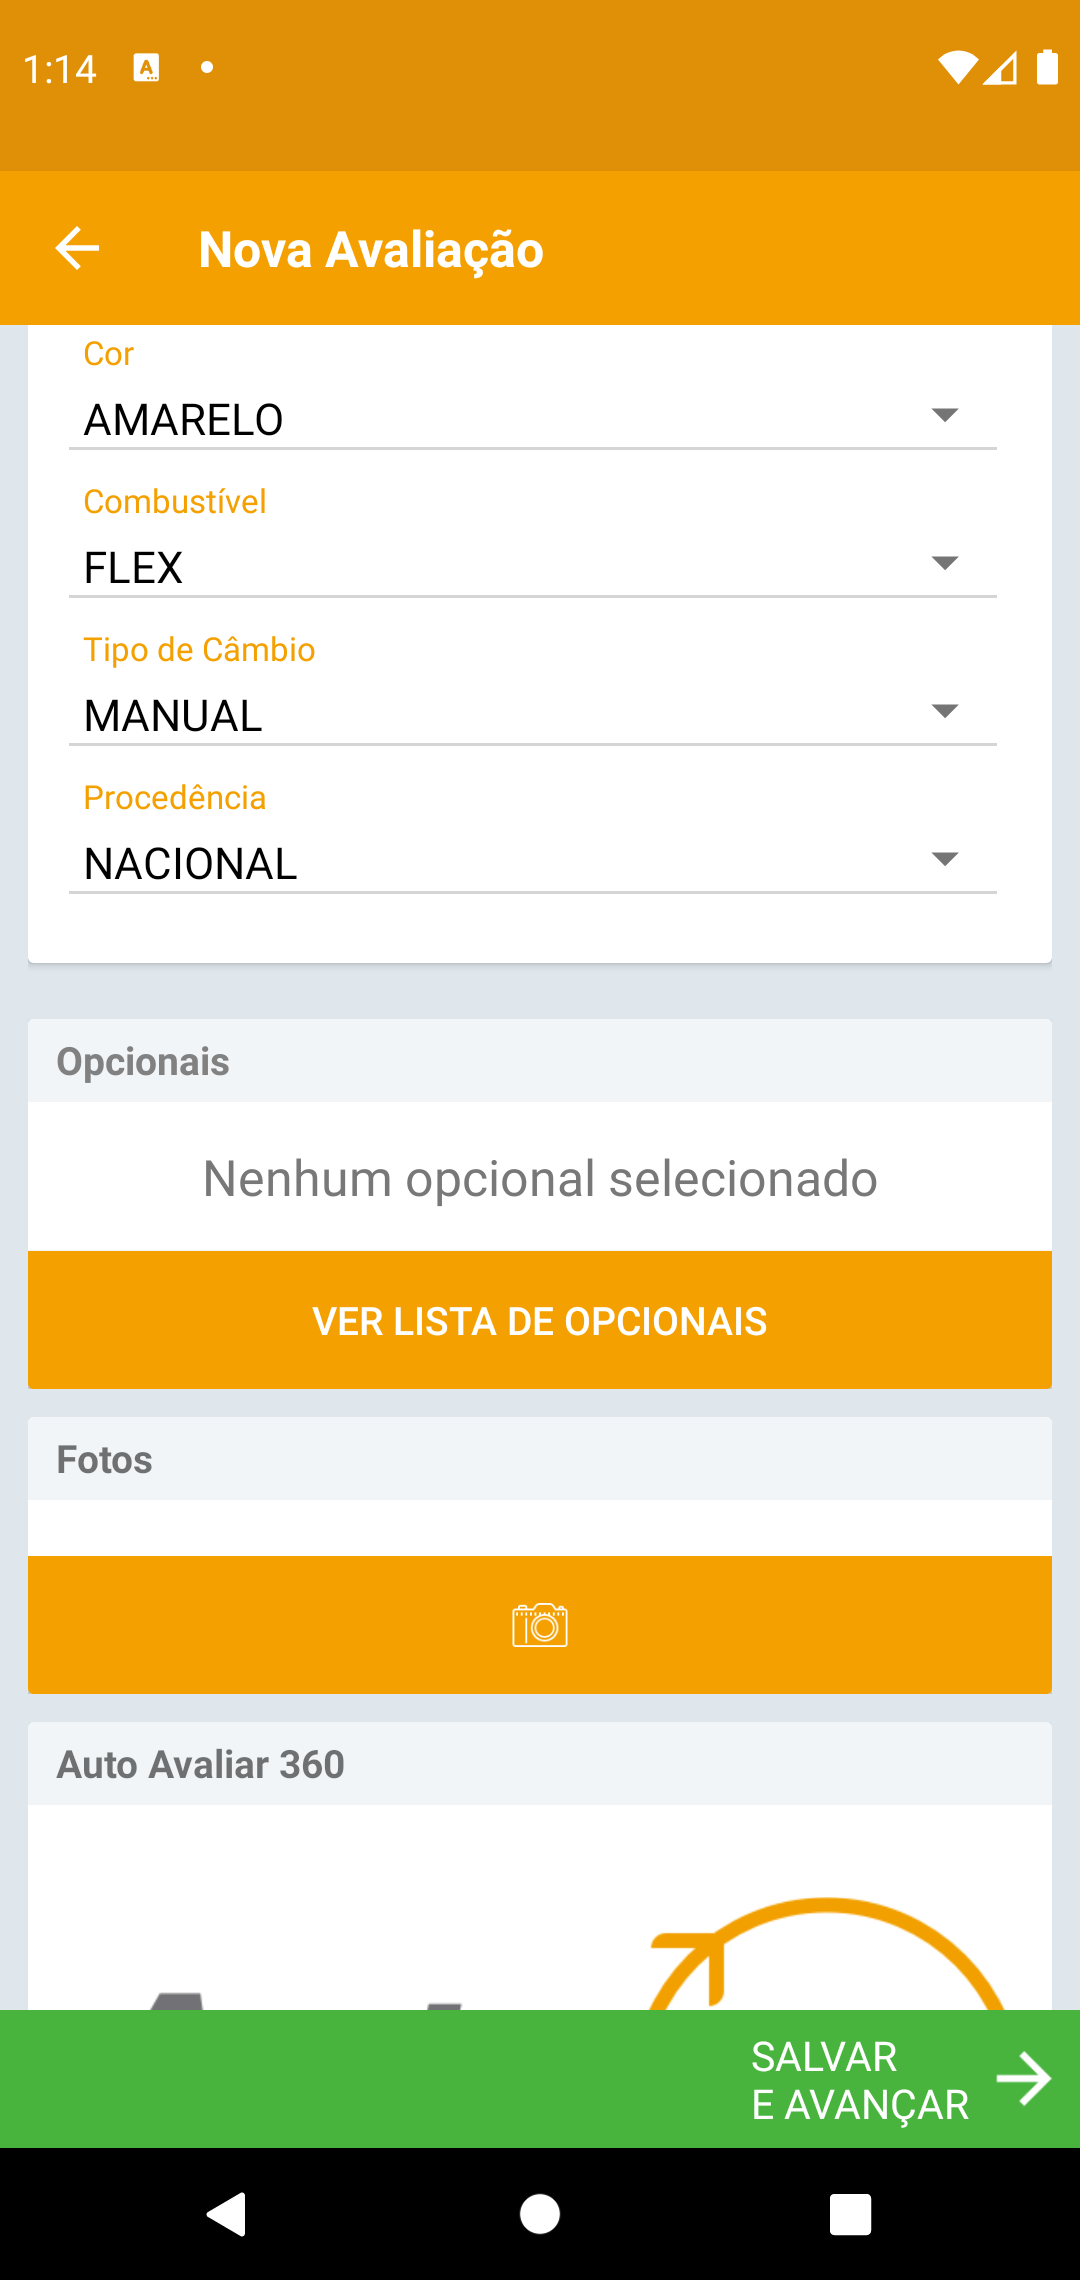 1:14
Nova Avaliação
Cor
AMARELO
Combustível
FLEX
Tipo de Câmbio
MANUAL
Procedência
NACIONAL
Opcionais
Nenhum opcional selecionado
VER LISTA DE OPCIONAIS
Fotos
Auto Avaliar 360
SALVAR
E AVANÇAR